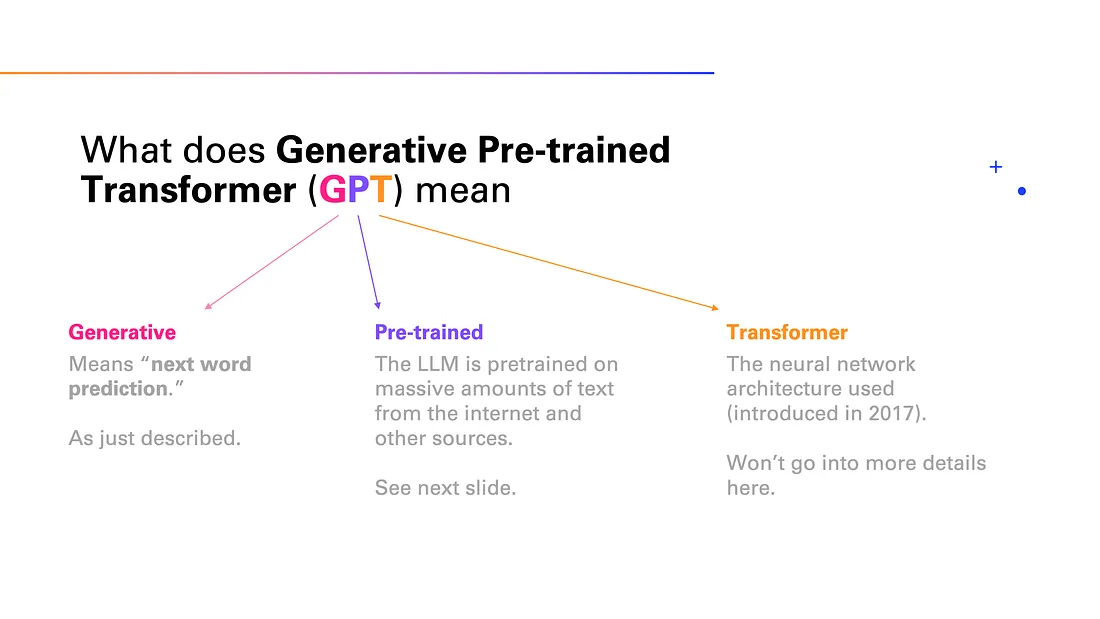 What does Generative Pre-trained
Transformer (GPT) mean
Generative
Means “next word
prediction.”
As just described.
Pre-trained
The LLM is pretrained on
massive amounts of text
from the internet and
other sources.
See next slide.
Transformer
The neural network
architecture used
(introduced in 2017).
Won’t go into more details
here.